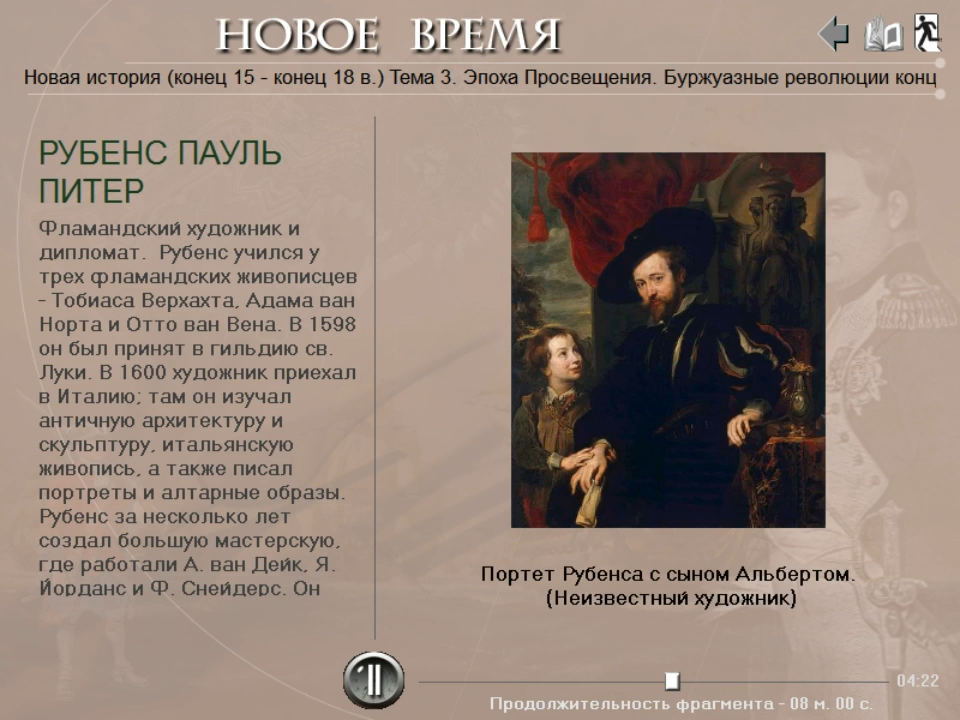 НОВОЕ ВРЕМЯ
Новая история (конец 15 - конец 18 в.) Тема 3. Эпоха Просвещения. Буржуазные революции конц
РУБЕНС ПАУЛЬ
ПИТЕР
Фламандский художник и
дипломат. Рубенс учился у
трех фламандских живописцев
- Тобиаса Верхахта, Адама ван
Норта и Отто ван Вена. В 1598
он был принят в гильдию св.
Луки. В 1600 художник приехал
в Италию; там он изучал
античную архитектуру и
скульптуру, итальянскую
живопись, а также писал
портреты и алтарные образы.
Рубенс за несколько лет
создал большую мастерскую,
где работали А. ван Дейк, Я.
Йорданс и Ф. Снейдерс. Он
Портет Рубенса с сыном Альбертом.
(Неизвестный художник)
04:22
Продолжительность фрагмента - 08 м. 00 с.